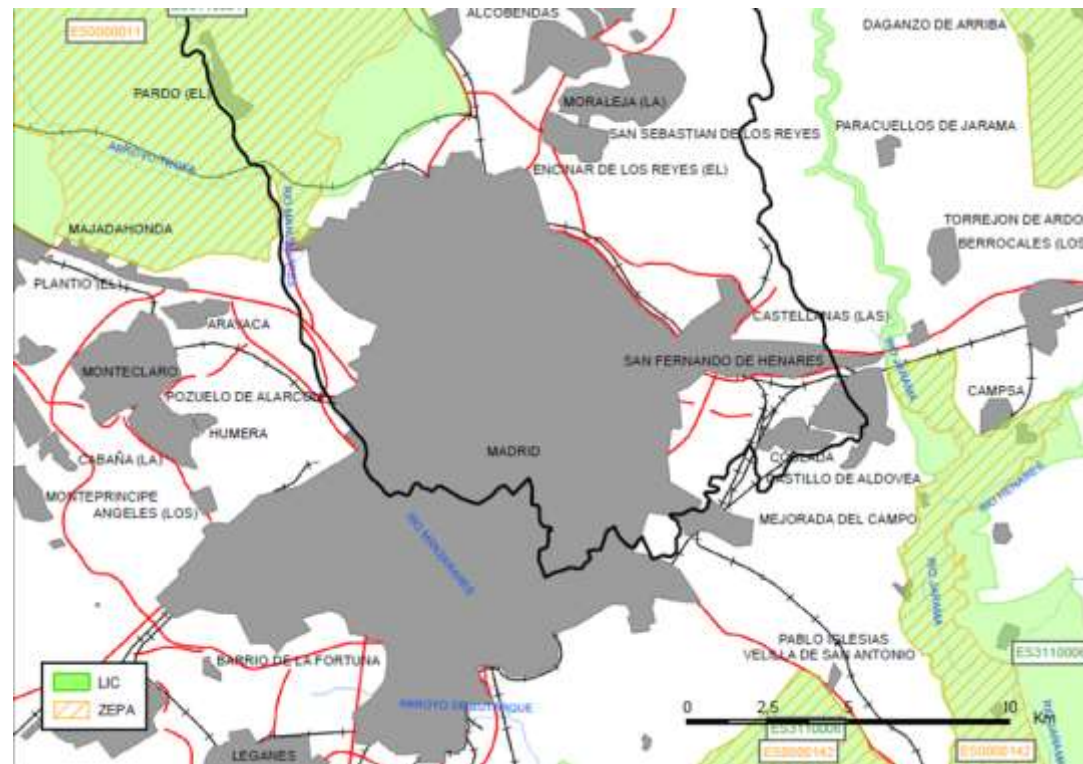 ALCOBENDAS
DAGANZO DE ARRIBA
ES0000011
PARDO (EL)
MORALEJA (LA)
SAN SEBASTIAN DE LOS REYES
PARACUELLOS DE JARAMA
ENCINAR DE LOS REYES (EL)
MAJADAHONDA
TORREJON DE ARDO
BERROCALES (LOS
PLANTIO (EL)
ARAVACA
CASTELLANAS (LAS)
SAN FERNANDO DE HENARES
RIO JARAMA
MONTECLARO
POZUELO DE ALARCO
CAMPSA
HUMERA
MADRID
CABAÑA (LA)
COSLADA
CASTILLO DE ALDOVEA
RIO HENARES
MONTEPRINCIPE
ANGELES (LOS)
MEJORADA DEL CAMPO
RIO MANZANARES
RIO JARAMA
PABLO IGLESIAS
VELILLA DE SAN ANTONIO
ES3110006
BARRIO DE LA FORTUNA
LIC
ZEPA
0 2,5 5 10
Km
ES3110006
ES0000142
ES0000142
LEGANES